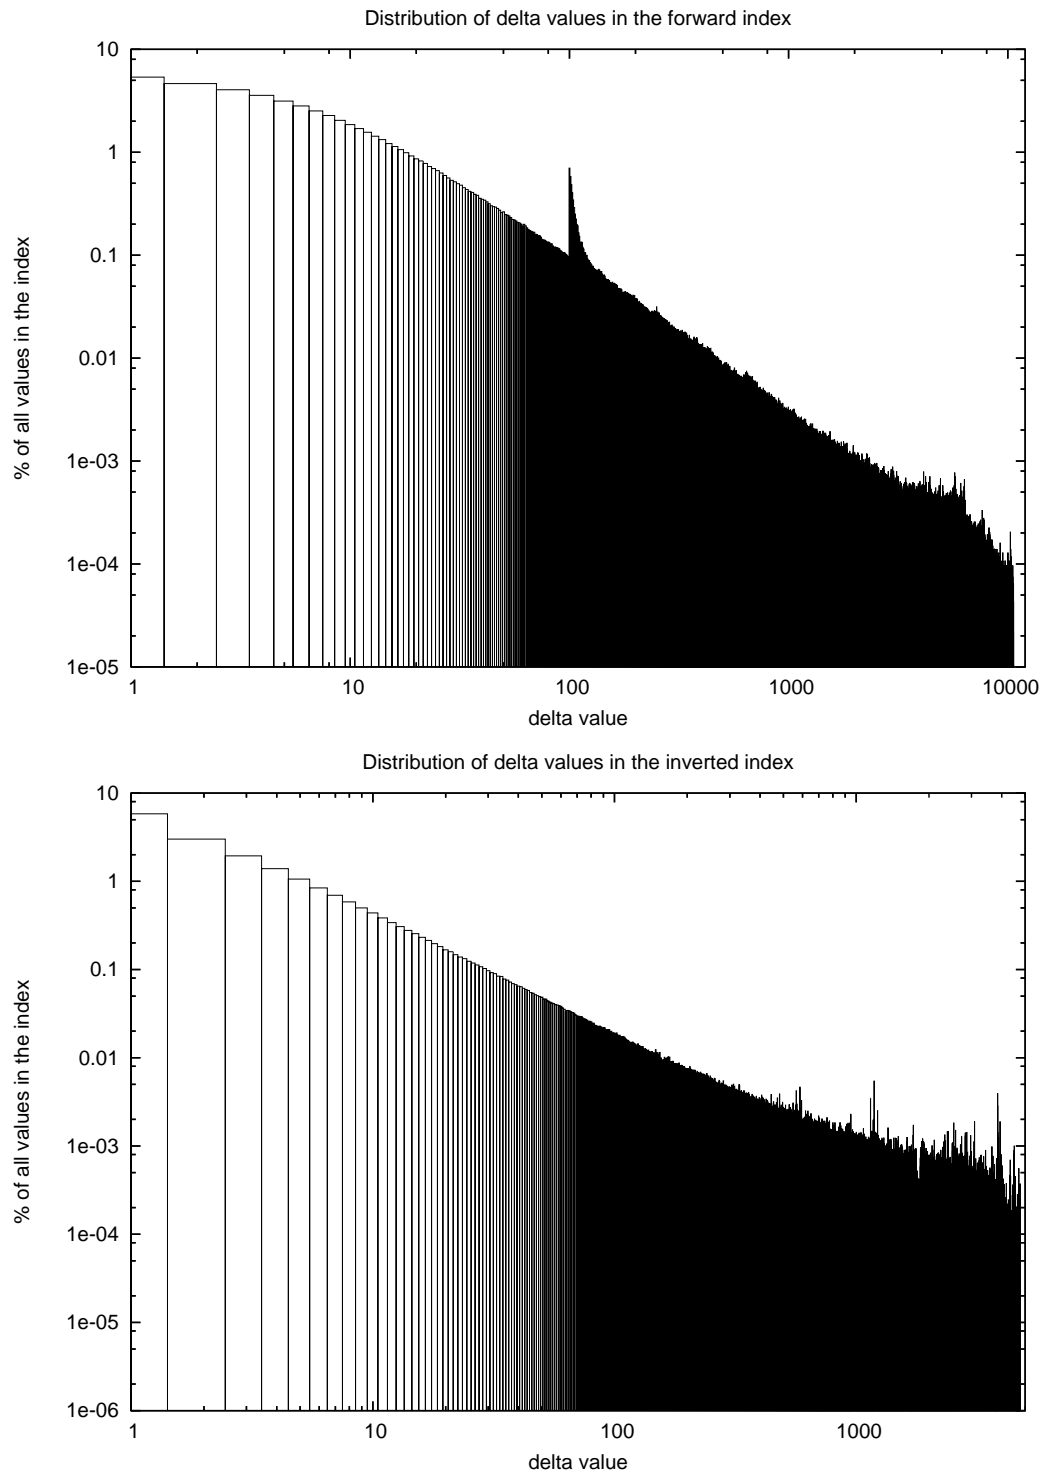 Distribution of delta values in the forward index
10
1
0.1
0.01
1e-03
1e-04
1e-05
% of all values in the index
1 10 100 1000 10000
delta value
Distribution of delta values in the inverted index
10
1
0.1
0.01
1e-03
1e-04
1e-05
1e-06
% of all values in the index
1 10 100 1000
delta value